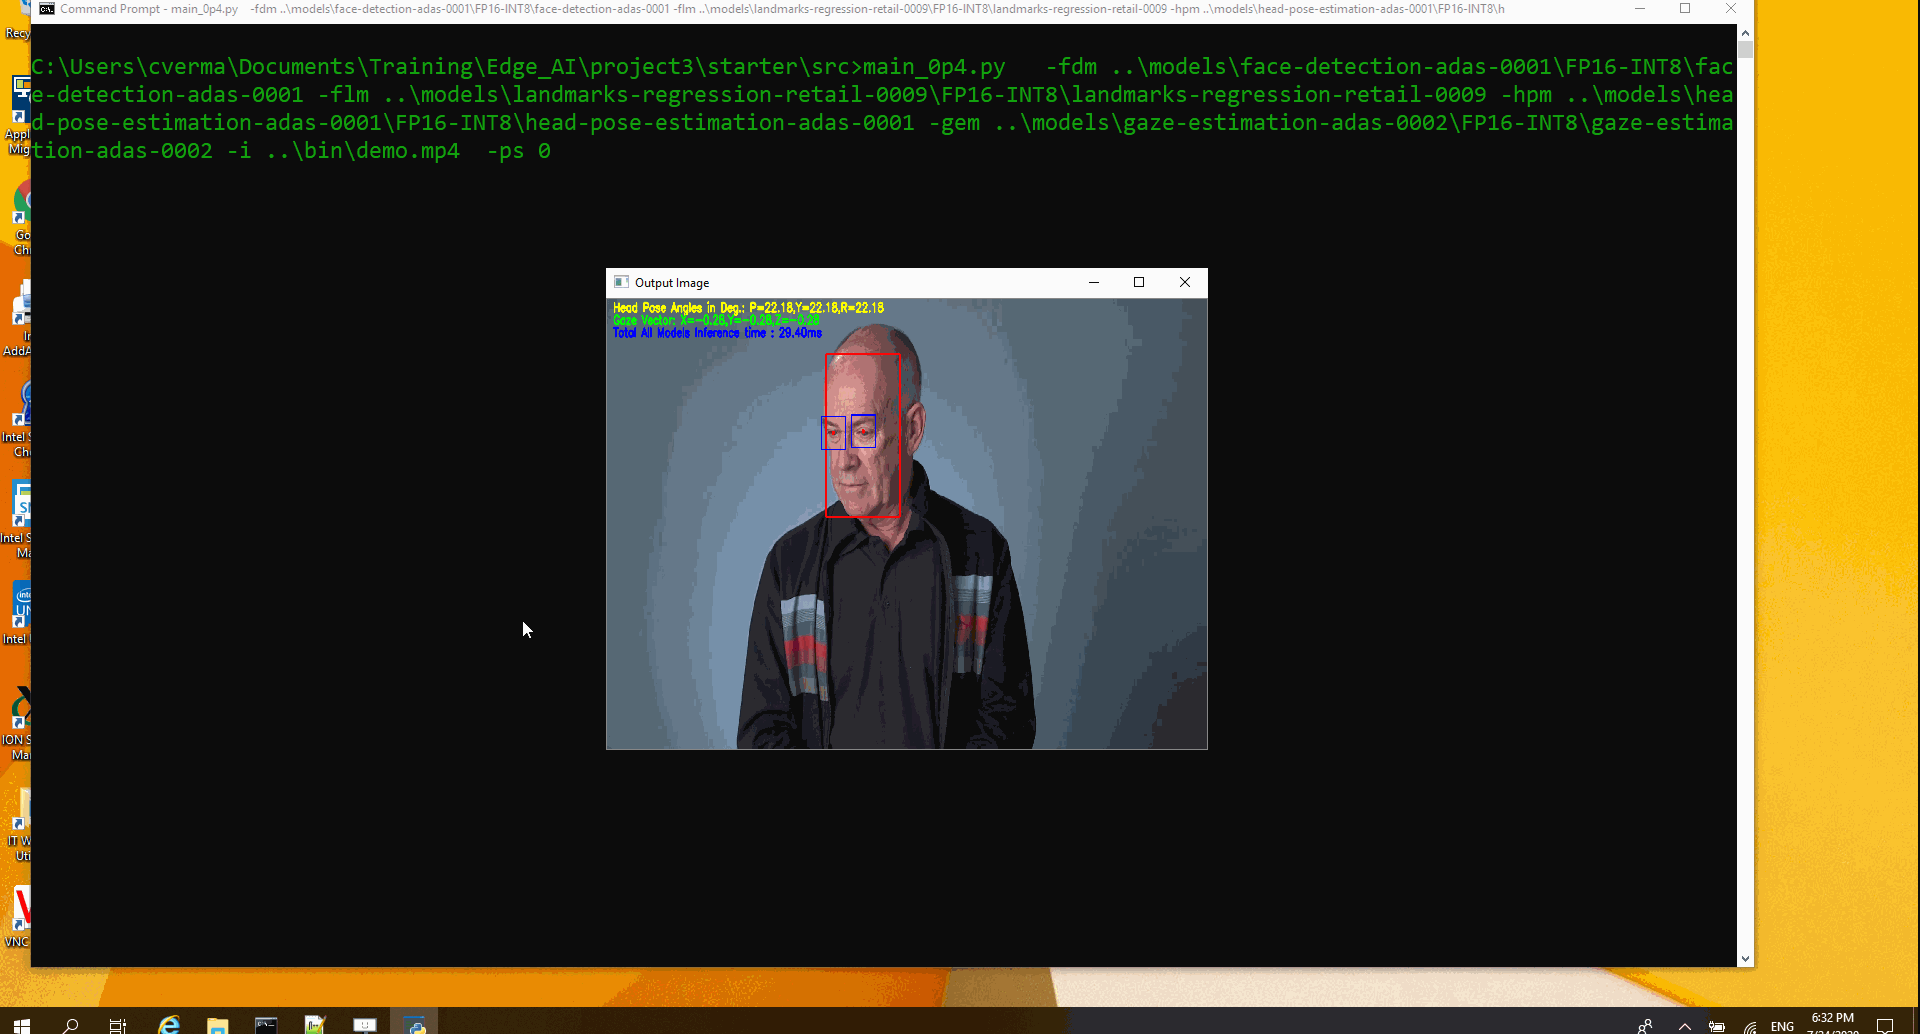 Command Prompt - main_0p4.py -fdm ..\models\face-detection-adas-0001\FP16-INT8\face-detection-adas-0001 -flm ..\models\landmarks-regression-retail-0009\FP16-INT8\landmarks-regression-retail-0009 -hpm ..\models\head-pose-estimation-adas-0001\FP16-INT8\h
C:\Users\cverma\Documents\Training\Edge_AI\project3\starter\src>main_0p4.py   -fdm ..\models\face-detection-adas-0001\FP16-INT8\fac
e-detection-adas-0001 -flm ..\models\landmarks-regression-retail-0009\FP16-INT8\landmarks-regression-retail-0009 -hpm ..\models\hea
d-pose-estimation-adas-0001\FP16-INT8\head-pose-estimation-adas-0001 -gem ..\models\gaze-estimation-adas-0002\FP16-INT8\gaze-estima
tion-adas-0002 -i ..\bin\demo.mp4  -ps 0
Output Image
Head Pose Angles in Deg.: P=22.18,Y=22.18,R=22.18
Gaze Vector: X=-0.28,Y=-0.28,Z=-0.28
Total All Models Inference time : 29.40ms
Recy
Appl
Mig
Go
Ch
In
AddA
Intel S
Ch
Intel S
Ma
Intel
ION S
Ma
IT W
Uti
VNC
ENG
6:32 PM